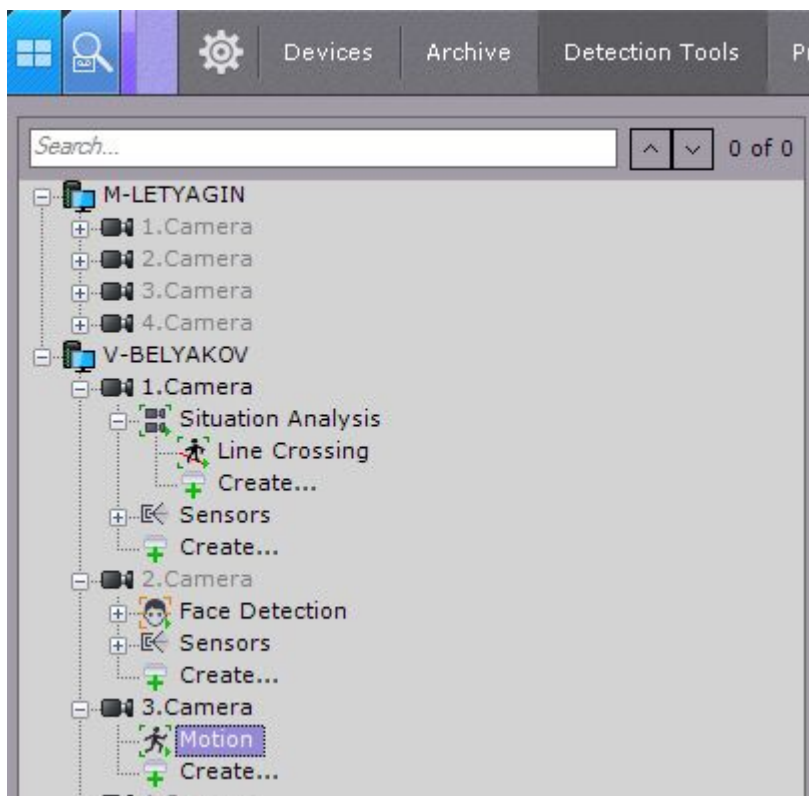 Devices Archive Detection Tools
Search... 0 of 0
M-LETYAGIN
1.Camera
2.Camera
3.Camera
4.Camera
V-BELYAKOV
1.Camera
Situation Analysis
Line Crossing
Create...
Sensors
Create...
2.Camera
Face Detection
Sensors
Create...
3.Camera
Motion
Create...